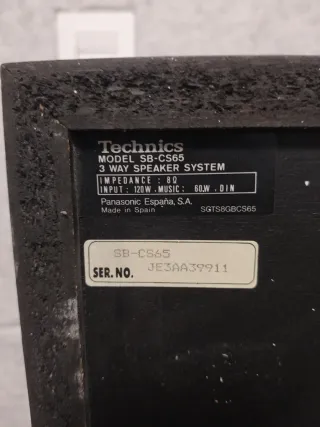 Technics
MODEL SB-CS65
3 WAY SPEAKER SYSTEM
IMPEDANCE : 8Ω
INPUT : 120W . MUSIC : 60W . DIN
Panasonic España, S.A.
Made in Spain SGTS8GBCS65
SB-CS65
SER. NO. JE3AA39911